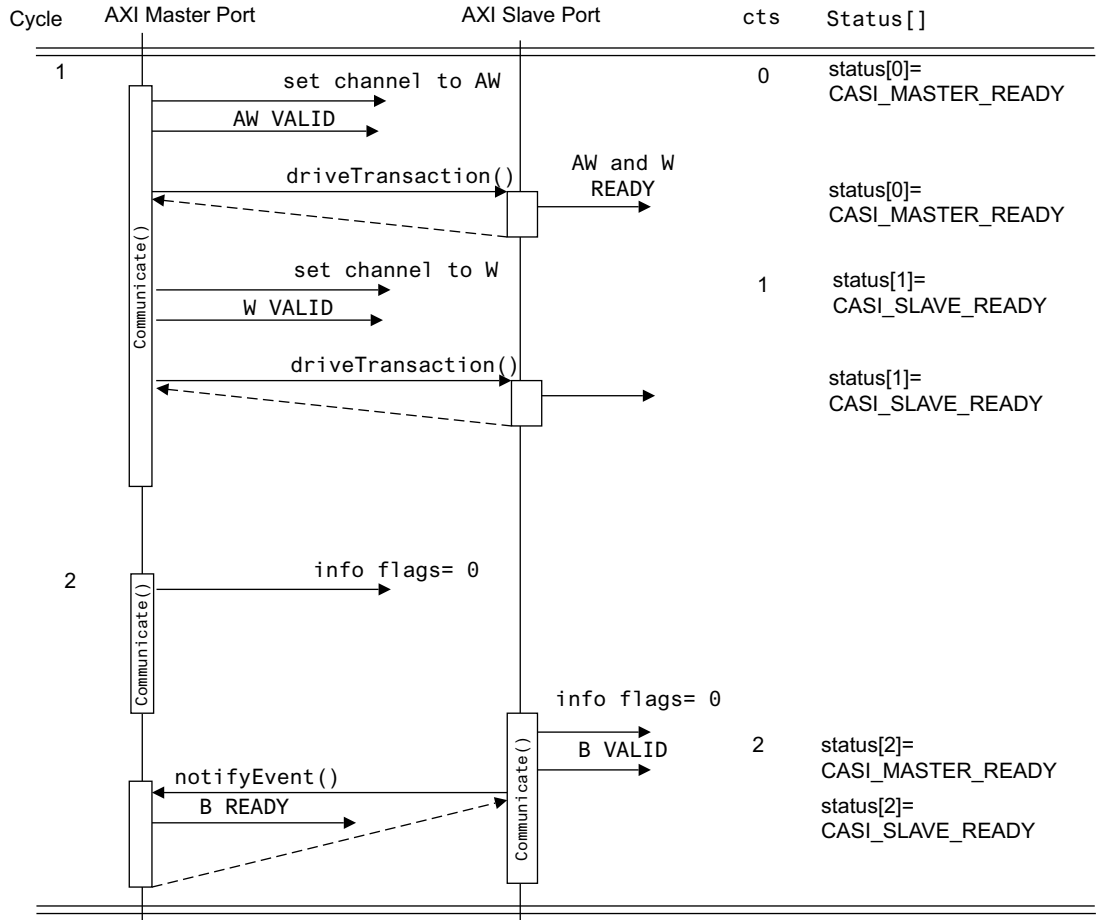 Cycle AXI Master Port AXI Slave Port cts Status[]
1 set channel to AW 0 status[0]=
CASI_MASTER_READY
AW VALID
driveTransaction() AW and W
READY
status[0]=
CASI_MASTER_READY
Communicate()
set channel to W 1 status[1]=
CASI_SLAVE_READY
W VALID
driveTransaction() status[1]=
CASI_SLAVE_READY
2 info flags= 0
Communicate()
info flags= 0
B VALID 2 status[2]=
CASI_MASTER_READY
Communicate()
notifyEvent()
B READY status[2]=
CASI_SLAVE_READY